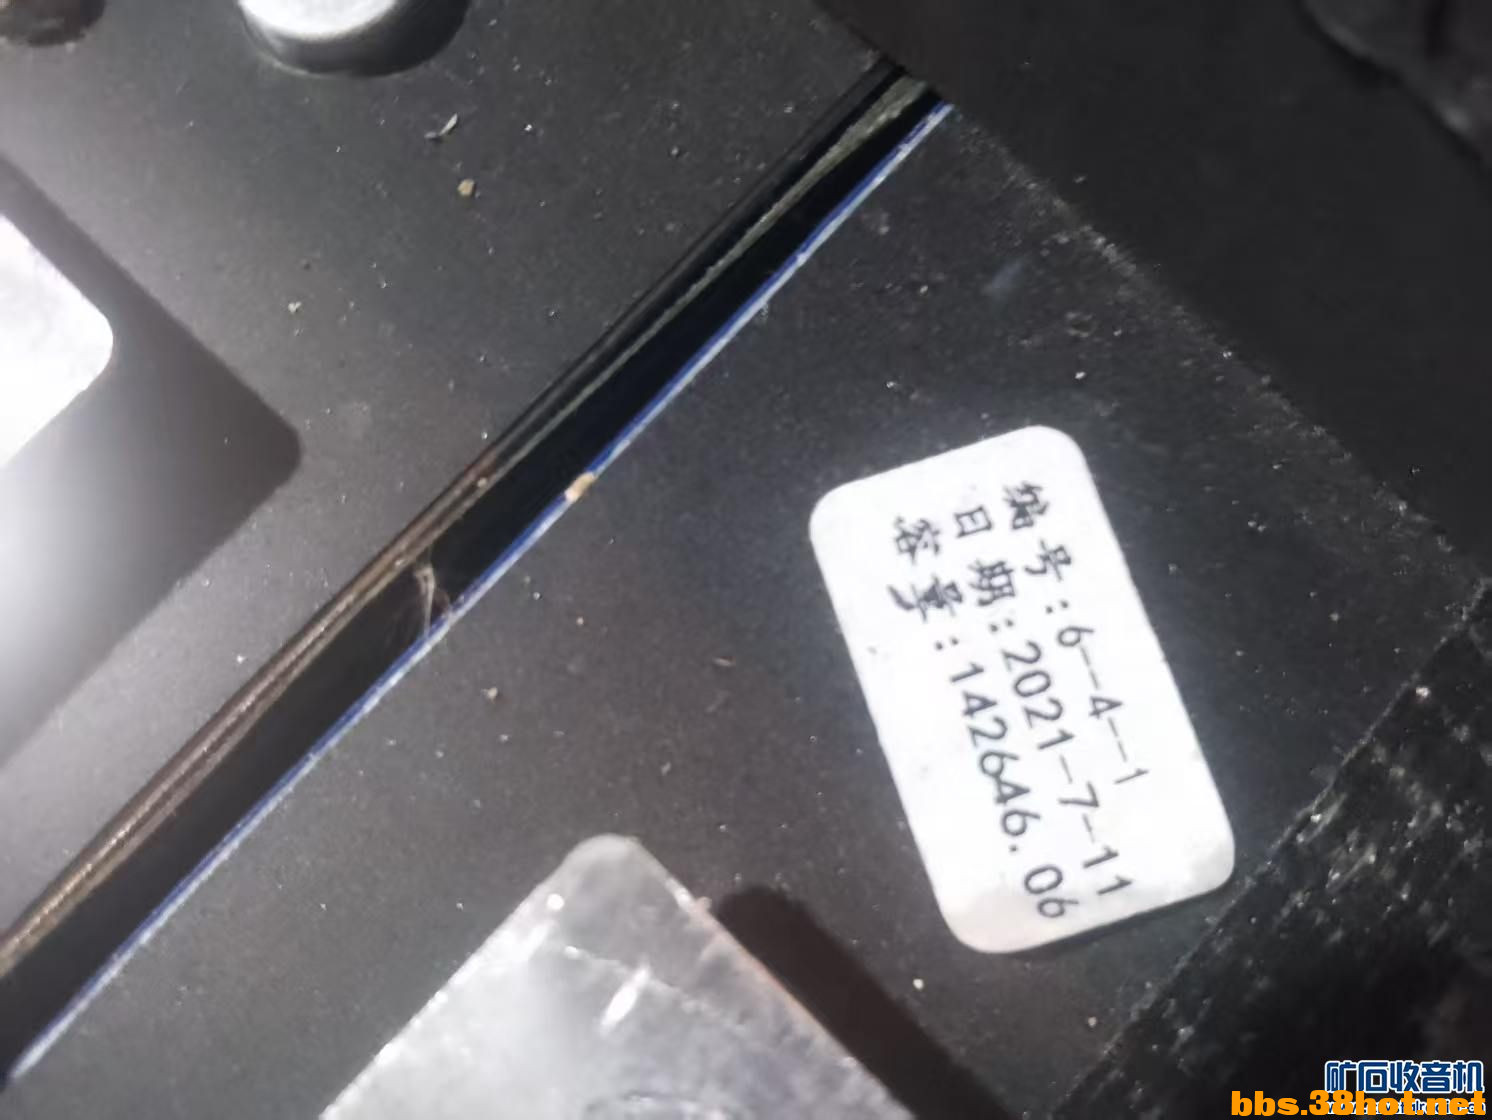 编号:6--4--1
日期:2021-7-11
容量:142646.06
矿石收音机
bbs.38hot.net